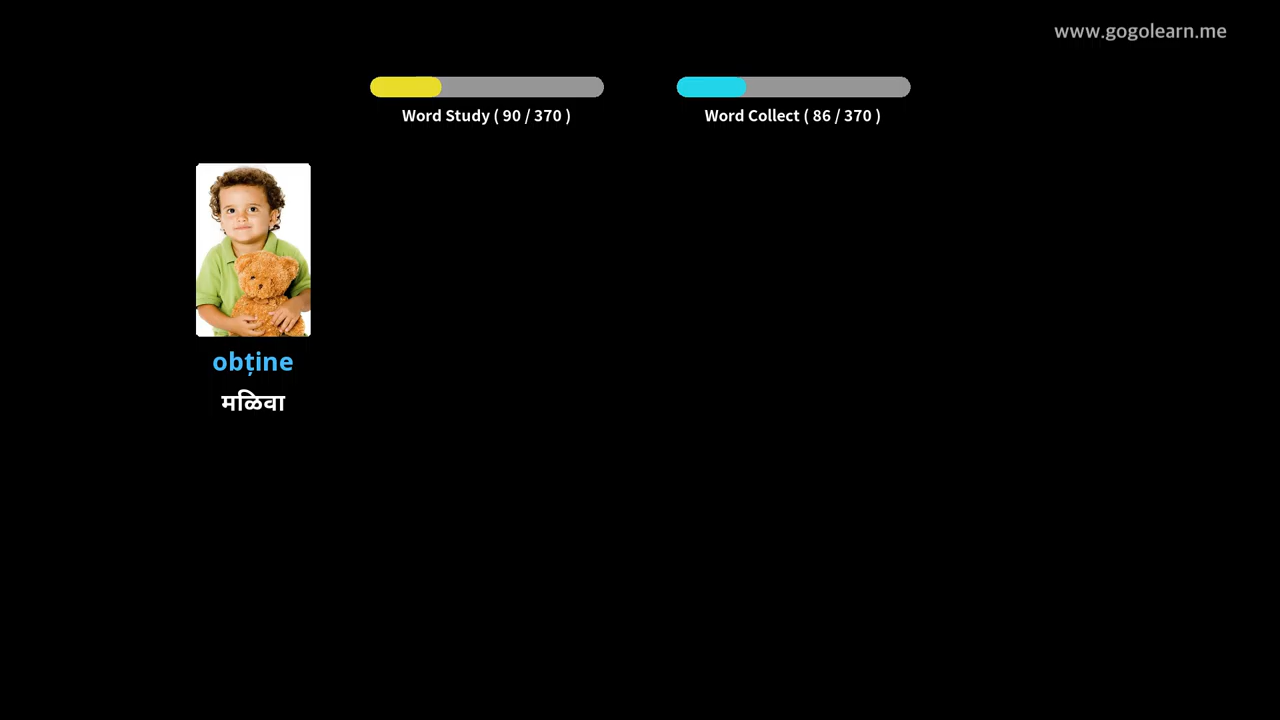 www.gogolearn.me
Word Study ( 90 / 370 )
Word Collect ( 86 / 370 )
obține
मळिवा